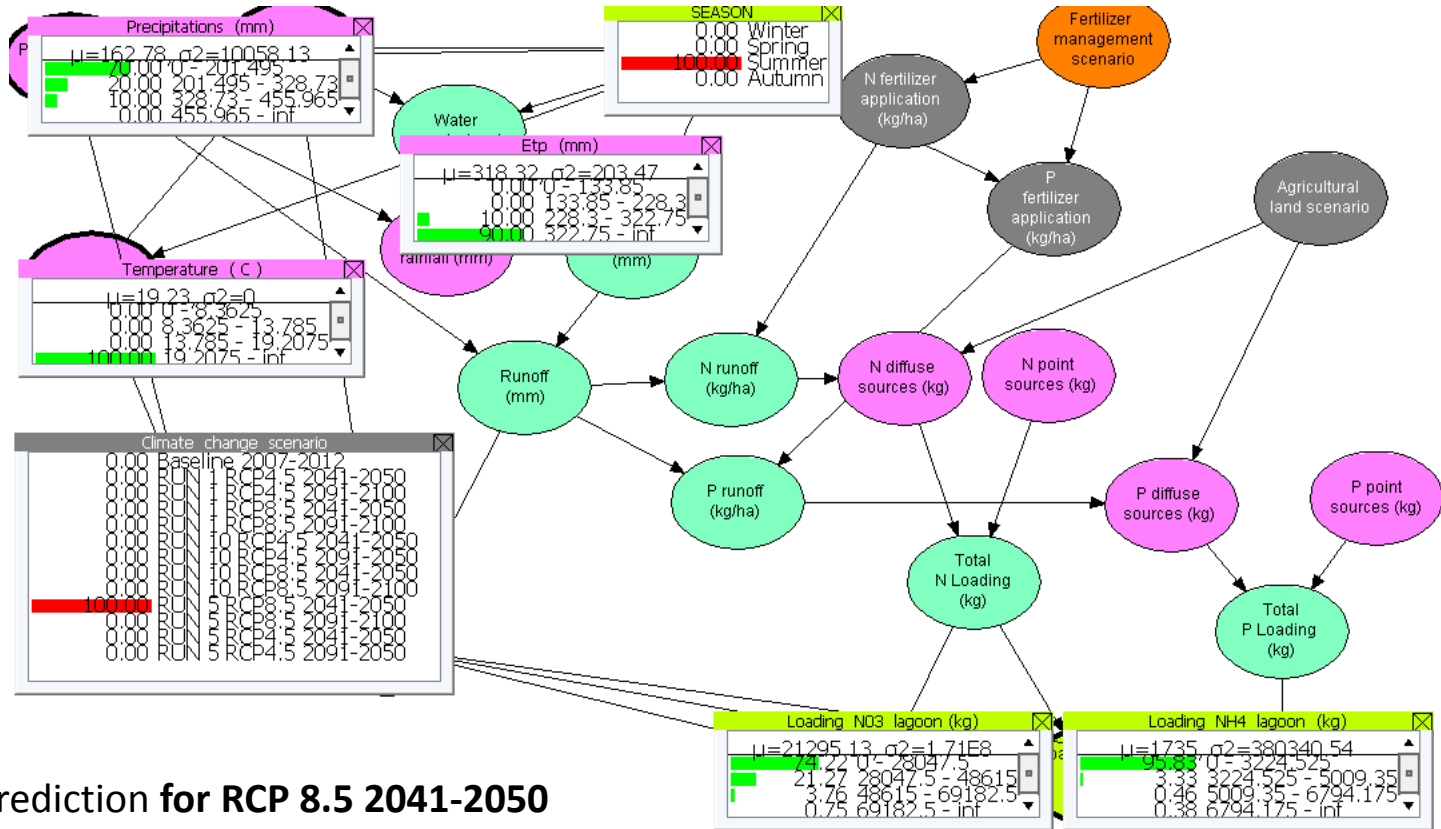 P
Precipitations (mm)
μ=162.78, σ2=10058.13
70.00 0 - 201.495
20.00 201.495 - 328.73
10.00 328.73 - 455.965
0.00 455.965 - inf
SEASON
0.00 Winter
0.00 Spring
100.00 Summer
0.00 Autumn
Fertilizer
management
scenario
N fertilizer
application
(kg/ha)
Water
Etp (mm)
μ=318.32, σ2=203.47
0.00 0 - 133.85
0.00 133.85 - 228.3
10.00 228.3 - 322.75
90.00 322.75 - inf
P
fertilizer
application
(kg/ha)
Agricultural
land scenario
rainfall (mm)
(mm)
Temperature ( C )
μ=19.23, σ2=0
0.00 0 - 8.3625
0.00 8.3625 - 13.785
0.00 13.785 - 19.2075
100.00 19.2075 - inf
Runoff
(mm)
N runoff
(kg/ha)
N diffuse
sources (kg)
N point
sources (kg)
Climate change scenario
0.00 Baseline 2007-2012
0.00 RUN 1 RCP4.5 2041-2050
0.00 RUN 1 RCP4.5 2091-2100
0.00 RUN 1 RCP8.5 2041-2050
0.00 RUN 1 RCP8.5 2091-2100
0.00 RUN 10 RCP4.5 2041-2050
0.00 RUN 10 RCP4.5 2091-2050
0.00 RUN 10 RCP8.5 2041-2050
0.00 RUN 10 RCP8.5 2091-2100
100.00 RUN 5 RCP8.5 2041-2050
0.00 RUN 5 RCP8.5 2091-2100
0.00 RUN 5 RCP4.5 2041-2050
0.00 RUN 5 RCP4.5 2091-2050
P runoff
(kg/ha)
P diffuse
sources (kg)
P point
sources (kg)
Total
N Loading
(kg)
Total
P Loading
(kg)
Loading N03 lagoon (kg)
μ=21295.13, σ2=1.71E8
74.22 0 - 28047.5
21.27 28047.5 - 48615
3.76 48615 - 69182.5
0.75 69182.5 - inf
Loading NH4 lagoon (kg)
μ=1735, σ2=380340.54
95.83 0 - 3224.525
3.33 3224.525 - 5009.35
0.46 5009.35 - 6794.175
0.38 6794.175 - inf
rediction for RCP 8.5 2041-2050